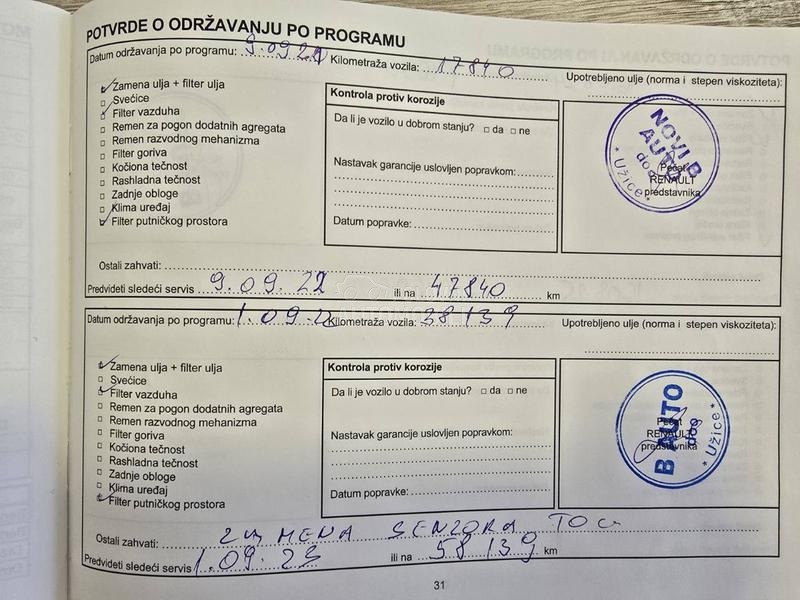 POTVRDE O ODRŽAVANJU PO PROGRAMU
Datum održavanja po programu: 9.09.21 Kilometraža vozila: 17840
Upotrebljeno ulje (norma i stepen viskoziteta):
Zamena ulja + filter ulja
Svećice
Filter vazduha
Remen za pogon dodatnih agregata
Remen razvodnog mehanizma
Filter goriva
Kočiona tečnost
Rashladna tečnost
Zadnje obloge
Klima uređaj
Filter putničkog prostora
Kontrola protiv korozije
Da li je vozilo u dobrom stanju? da ne
Nastavak garancije uslovljen popravkom:
Datum popravke:
NOVI B
AUTO
doo
Užice
Pečat
RENAULT
predstavnika
Ostali zahvati:
Predvideti sledeći servis 9.09.22 ili na 47840 km
Datum održavanja po programu: 1.09.22 Kilometraža vozila: 38139
Upotrebljeno ulje (norma i stepen viskoziteta):
Zamena ulja + filter ulja
Svećice
Filter vazduha
Remen za pogon dodatnih agregata
Remen razvodnog mehanizma
Filter goriva
Kočiona tečnost
Rashladna tečnost
Zadnje obloge
Klima uređaj
Filter putničkog prostora
Kontrola protiv korozije
Da li je vozilo u dobrom stanju? da ne
Nastavak garancije uslovljen popravkom:
Datum popravke:
B AUTO
doo
Užice
Pečat
RENAULT
predstavnika
Ostali zahvati: ZAMENA SENZORA
Predvideti sledeći servis 1.09.23 ili na 58139 km
31